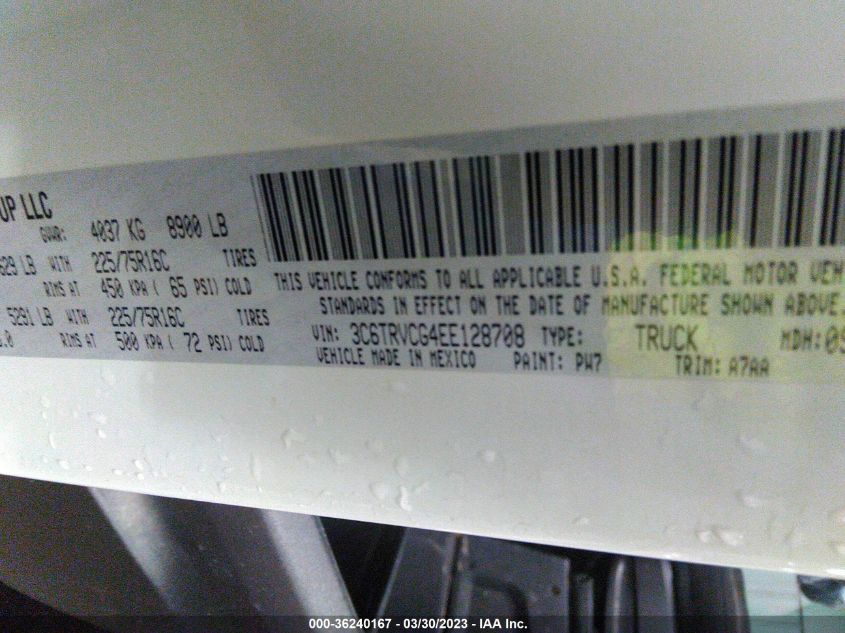 UP LLC
GVWR: 4037 KG 8900 LB
629 LB WITH 225/75R16C TIRES
RIMS AT 450 KPA ( 65 PSI) COLD
5291 LB WITH 225/75R16C TIRES
.0 RIMS AT 500 KPA ( 72 PSI) COLD
THIS VEHICLE CONFORMS TO ALL APPLICABLE U.S.A. FEDERAL MOTOR VEH
STANDARDS IN EFFECT ON THE DATE OF MANUFACTURE SHOWN ABOVE.
VIN: 3C6TRVCG4EE128708 TYPE: TRUCK MDH: 09
VEHICLE MADE IN MEXICO PAINT: PW7 TRIM: A7AA
000-36240167 - 03/30/2023 - IAA Inc.